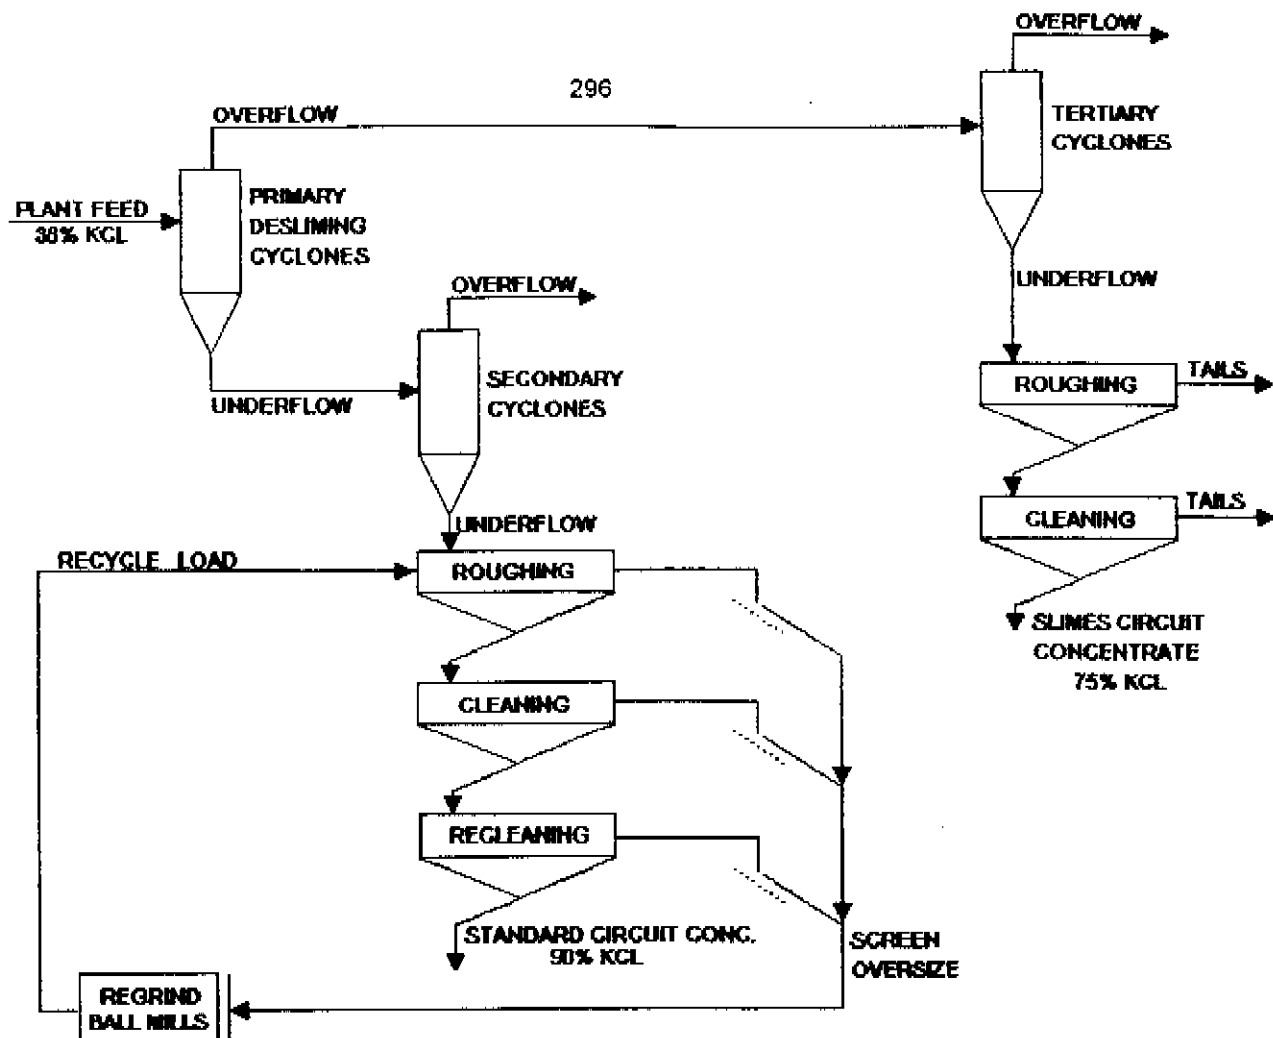 OVERFLOW
296
OVERFLOW
TERTIARY
CYCLONES
PRIMARY
DESLIMING
CYCLONES
PLANT FEED
38% KCL
UNDERFLOW
OVERFLOW
SECONDARY
CYCLONES
UNDERFLOW
ROUGHING
TAILS
UNDERFLOW
CLEANING
TAILS
RECYCLE LOAD
ROUGHING
SLIMES CIRCUIT
CONCENTRATE
75% KCL
CLEANING
RECLEANING
STANDARD CIRCUIT CONC.
90% KCL
SCREEN
OVERSIZE
REGRIND
BALL MILLS